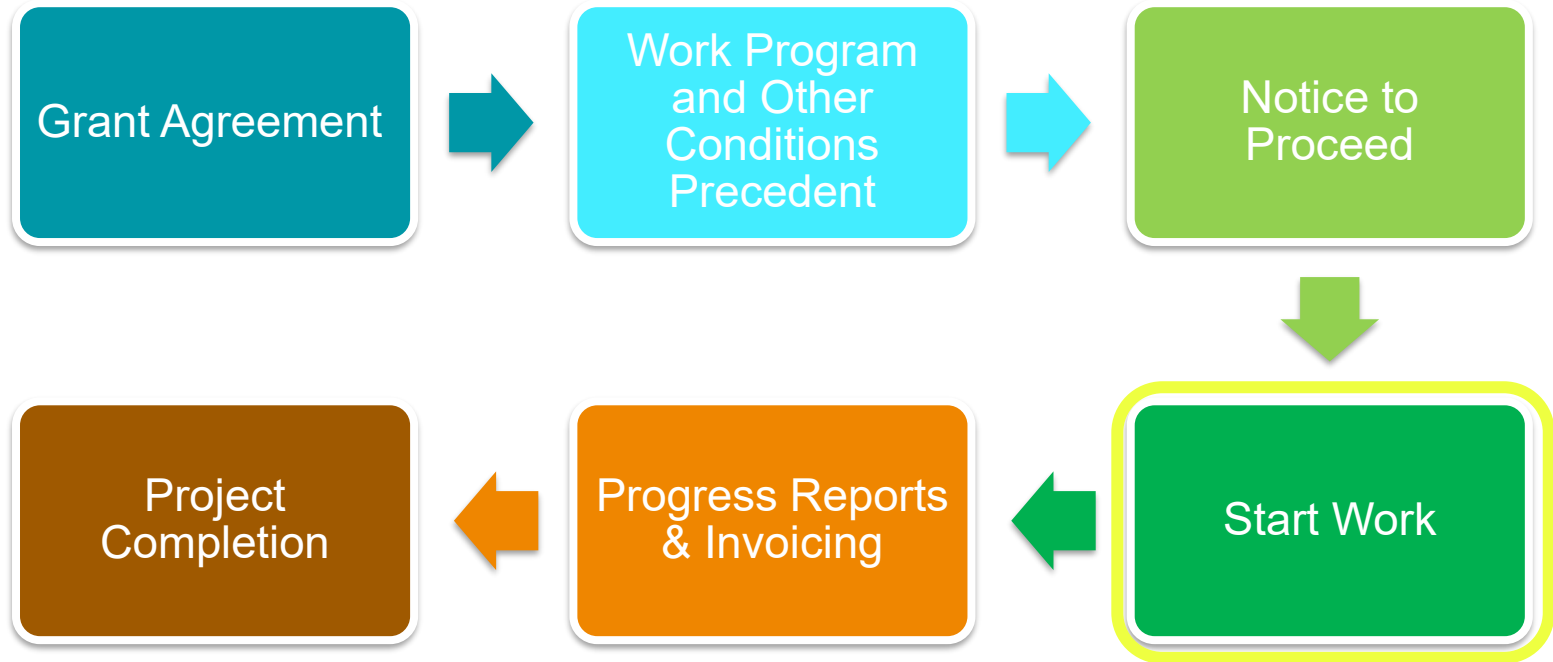 Grant Agreement
Work Program
and Other
Conditions
Precedent
Notice to
Proceed
Start Work
Progress Reports
& Invoicing
Project
Completion